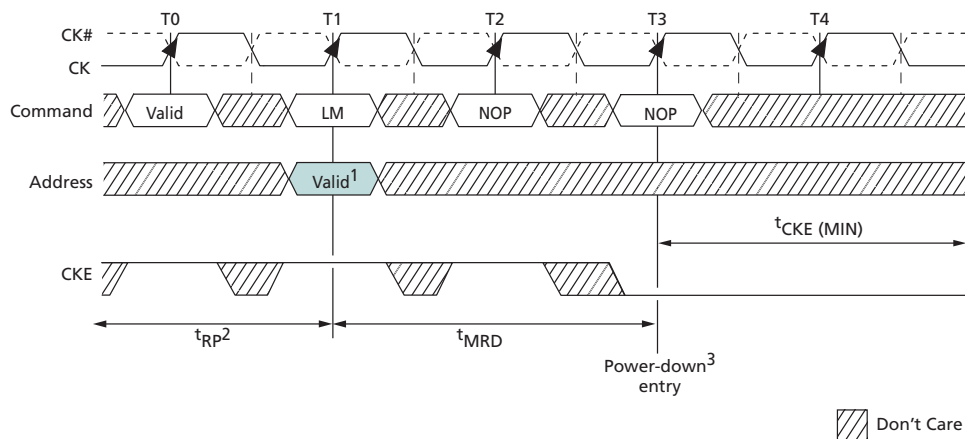 T0 T1 T2 T3 T4
CK#
CK
Command Valid LM NOP NOP
Address Valid1
tCKE (MIN)
CKE
tRP2 tMRD
Power-down3
entry
Don't Care